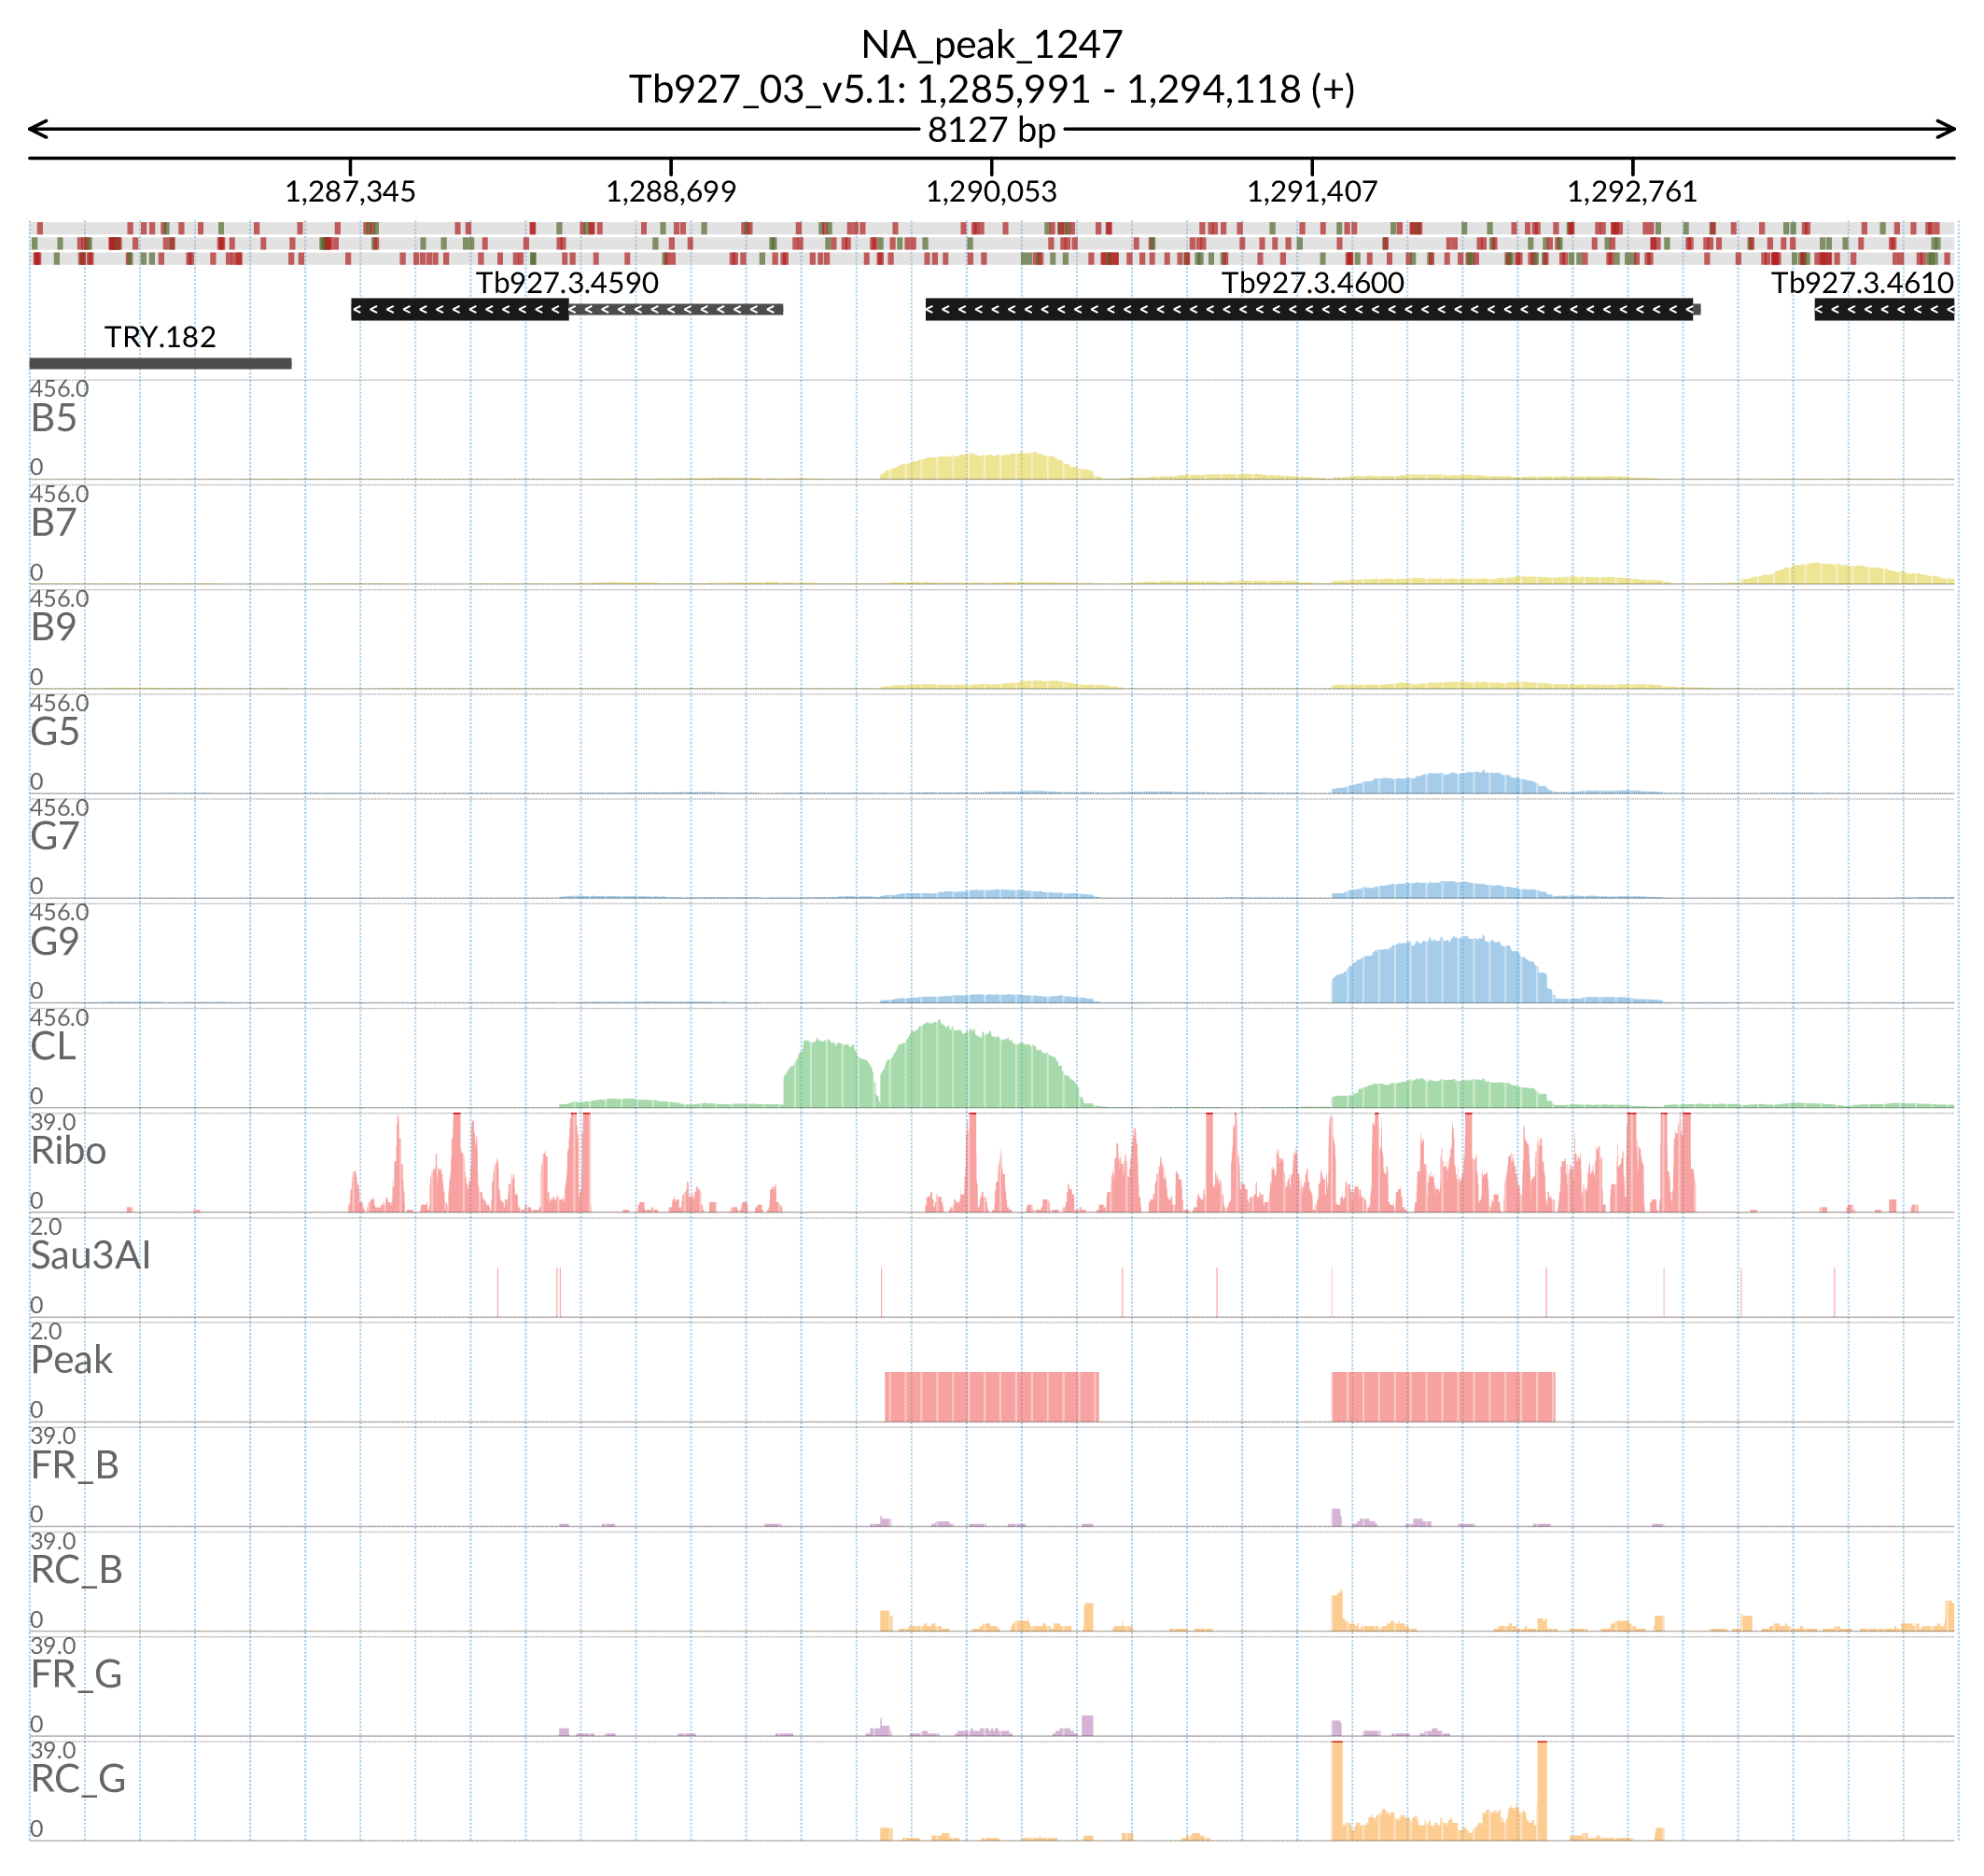 NA_peak_1247
Tb927_03_v5.1: 1,285,991 - 1,294,118 (+)
8127 bp
1,287,345 1,288,699 1,290,053 1,291,407 1,292,761
Tb927.3.4590 Tb927.3.4600 Tb927.3.4610
TRY.182
456.0
B5
0
456.0
B7
0
456.0
B9
0
456.0
G5
0
456.0
G7
0
456.0
G9
0
456.0
CL
0
39.0
Ribo
0
2.0
Sau3AI
0
2.0
Peak
0
39.0
FR_B
0
39.0
RC_B
0
39.0
FR_G
0
39.0
RC_G
0